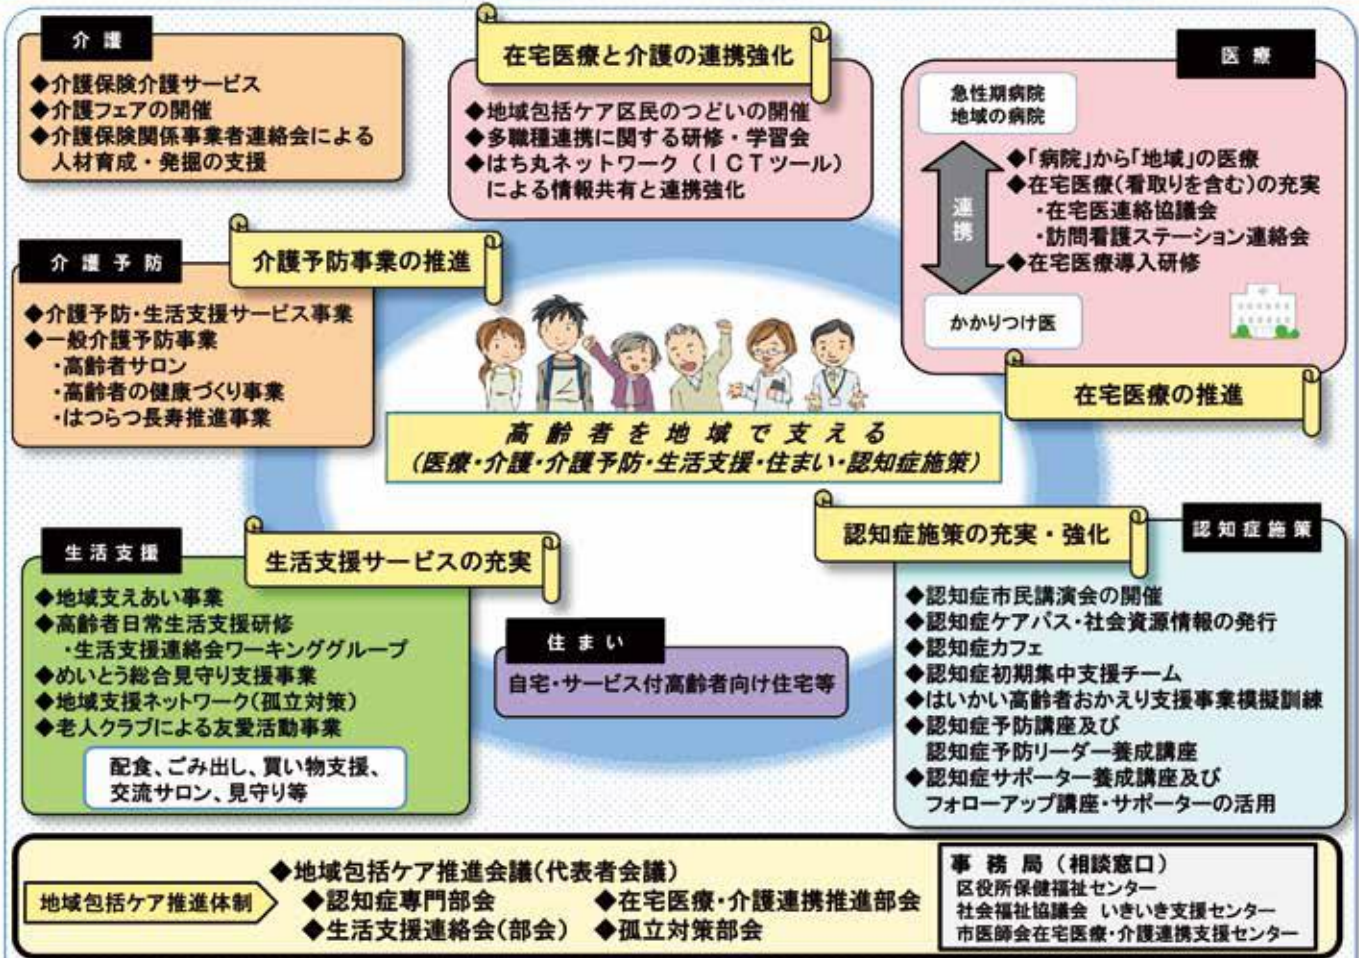 介護
◆介護保険介護サービス
◆介護フェアの開催
◆介護保険関係事業者連絡会による
人材育成・発掘の支援
在宅医療と介護の連携強化
◆地域包括ケア区民のつどいの開催
◆多職種連携に関する研修・学習会
◆はち丸ネットワーク(ICTツール)
による情報共有と連携強化
医療
急性期病院
地域の病院
連携
◆「病院」から「地域」の医療
◆在宅医療(看取りを含む)の充実
・在宅医連絡協議会
・訪問看護ステーション連絡会
◆在宅医療導入研修
かかりつけ医
在宅医療の推進
介護予防
介護予防事業の推進
◆介護予防・生活支援サービス事業
◆一般介護予防事業
・高齢者サロン
・高齢者の健康づくり事業
・はつらつ長寿推進事業
高齢者を地域で支える
(医療・介護・介護予防・生活支援・住まい・認知症施策)
生活支援
生活支援サービスの充実
◆地域支えあい事業
◆高齢者日常生活支援研修
・生活支援連絡会ワーキンググループ
◆めいとう総合見守り支援事業
◆地域支援ネットワーク(孤立対策)
◆老人クラブによる友愛活動事業
配食、ごみ出し、買い物支援、
交流サロン、見守り等
住まい
自宅・サービス付高齢者向け住宅等
認知症施策の充実・強化
認知症施策
◆認知症市民講演会の開催
◆認知症ケアパス・社会資源情報の発行
◆認知症カフェ
◆認知症初期集中支援チーム
◆はいかい高齢者おかえり支援事業模擬訓練
◆認知症予防講座及び
認知症予防リーダー養成講座
◆認知症サポーター養成講座及び
フォローアップ講座・サポーターの活用
地域包括ケア推進体制
◆地域包括ケア推進会議(代表者会議)
◆認知症専門部会 ◆在宅医療・介護連携推進部会
◆生活支援連絡会(部会) ◆孤立対策部会
事務局(相談窓口)
区役所保健福祉センター
社会福祉協議会 いきいき支援センター
市医師会在宅医療・介護連携支援センター